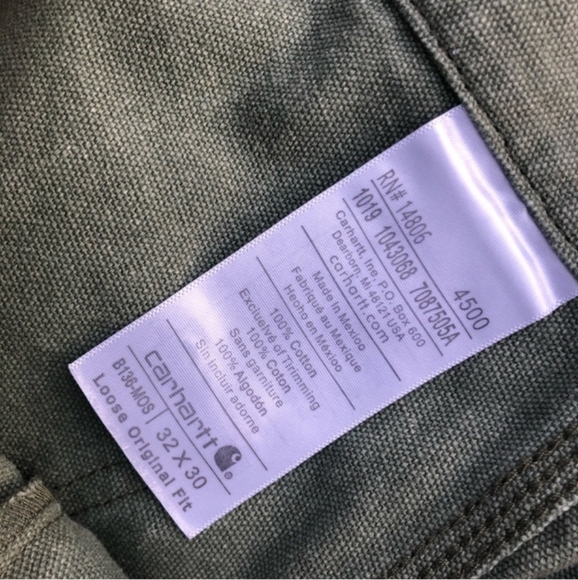 RN# 14806 4500
1019 1043068 7087505A
Carhartt, Inc. P.O. Box 600
Dearborn, MI 48121 USA
carhartt.com
Made in Mexico
Fabriqué au Mexique
Hecho en México
100% Cotton
Exclusive of Trimming
100% Coton
Sans garniture
100% Algodón
Sin incluir adorno
carhartt
B136-MOS | 32 X 30
Loose Original Fit